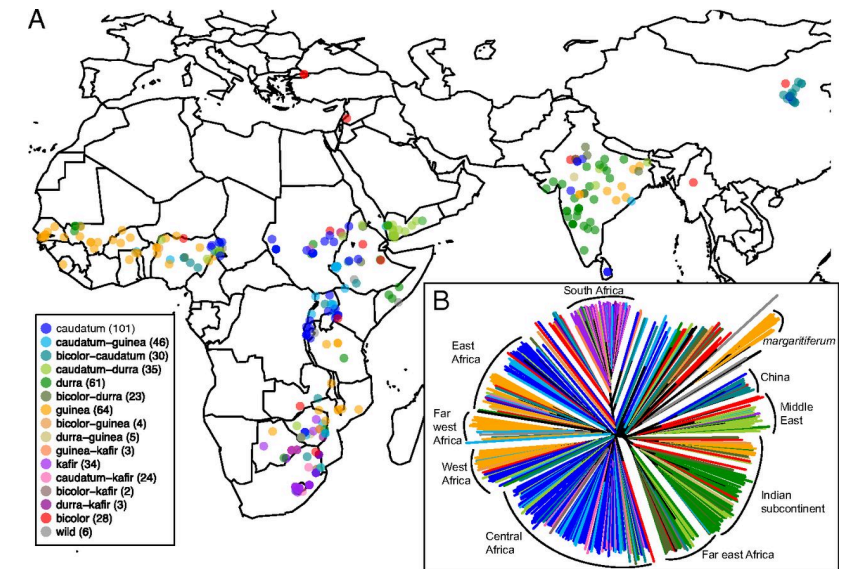 A
caudatum (101)
caudatum–guinea (46)
bicolor–caudatum (30)
caudatum–durra (35)
durra (61)
bicolor–durra (23)
guinea (64)
bicolor–guinea (4)
durra–guinea (5)
guinea–kafir (3)
kafir (34)
caudatum–kafir (24)
bicolor–kafir (2)
durra–kafir (3)
bicolor (28)
wild (6)
B
South Africa
margaritiferum
East
Africa
China
Middle
East
Far
west
Africa
West
Africa
Indian
subcontinent
Central
Africa
Far east Africa